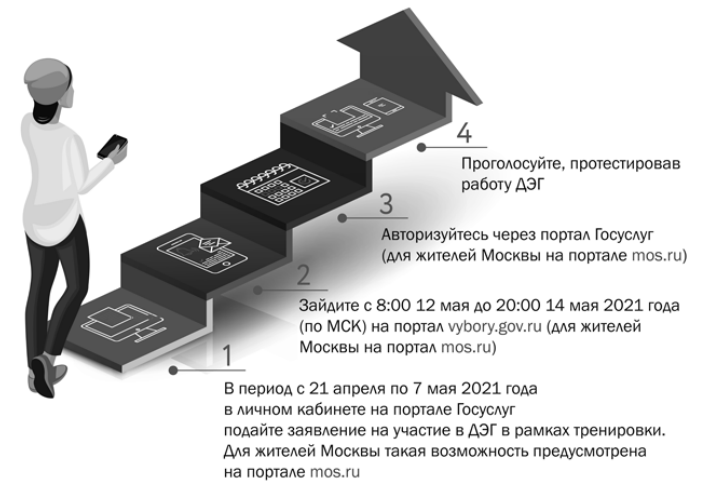 4
Проголосуйте, протестировав
работу ДЭГ
3
Авторизуйтесь через портал Госуслуг
(для жителей Москвы на портале mos.ru)
2
Зайдите с 8:00 12 мая до 20:00 14 мая 2021 года
(по МСК) на портал vybory.gov.ru (для жителей
Москвы на портал mos.ru)
1
В период с 21 апреля по 7 мая 2021 года
в личном кабинете на портале Госуслуг
подайте заявление на участие в ДЭГ в рамках тренировки.
Для жителей Москвы такая возможность предусмотрена
на портале mos.ru